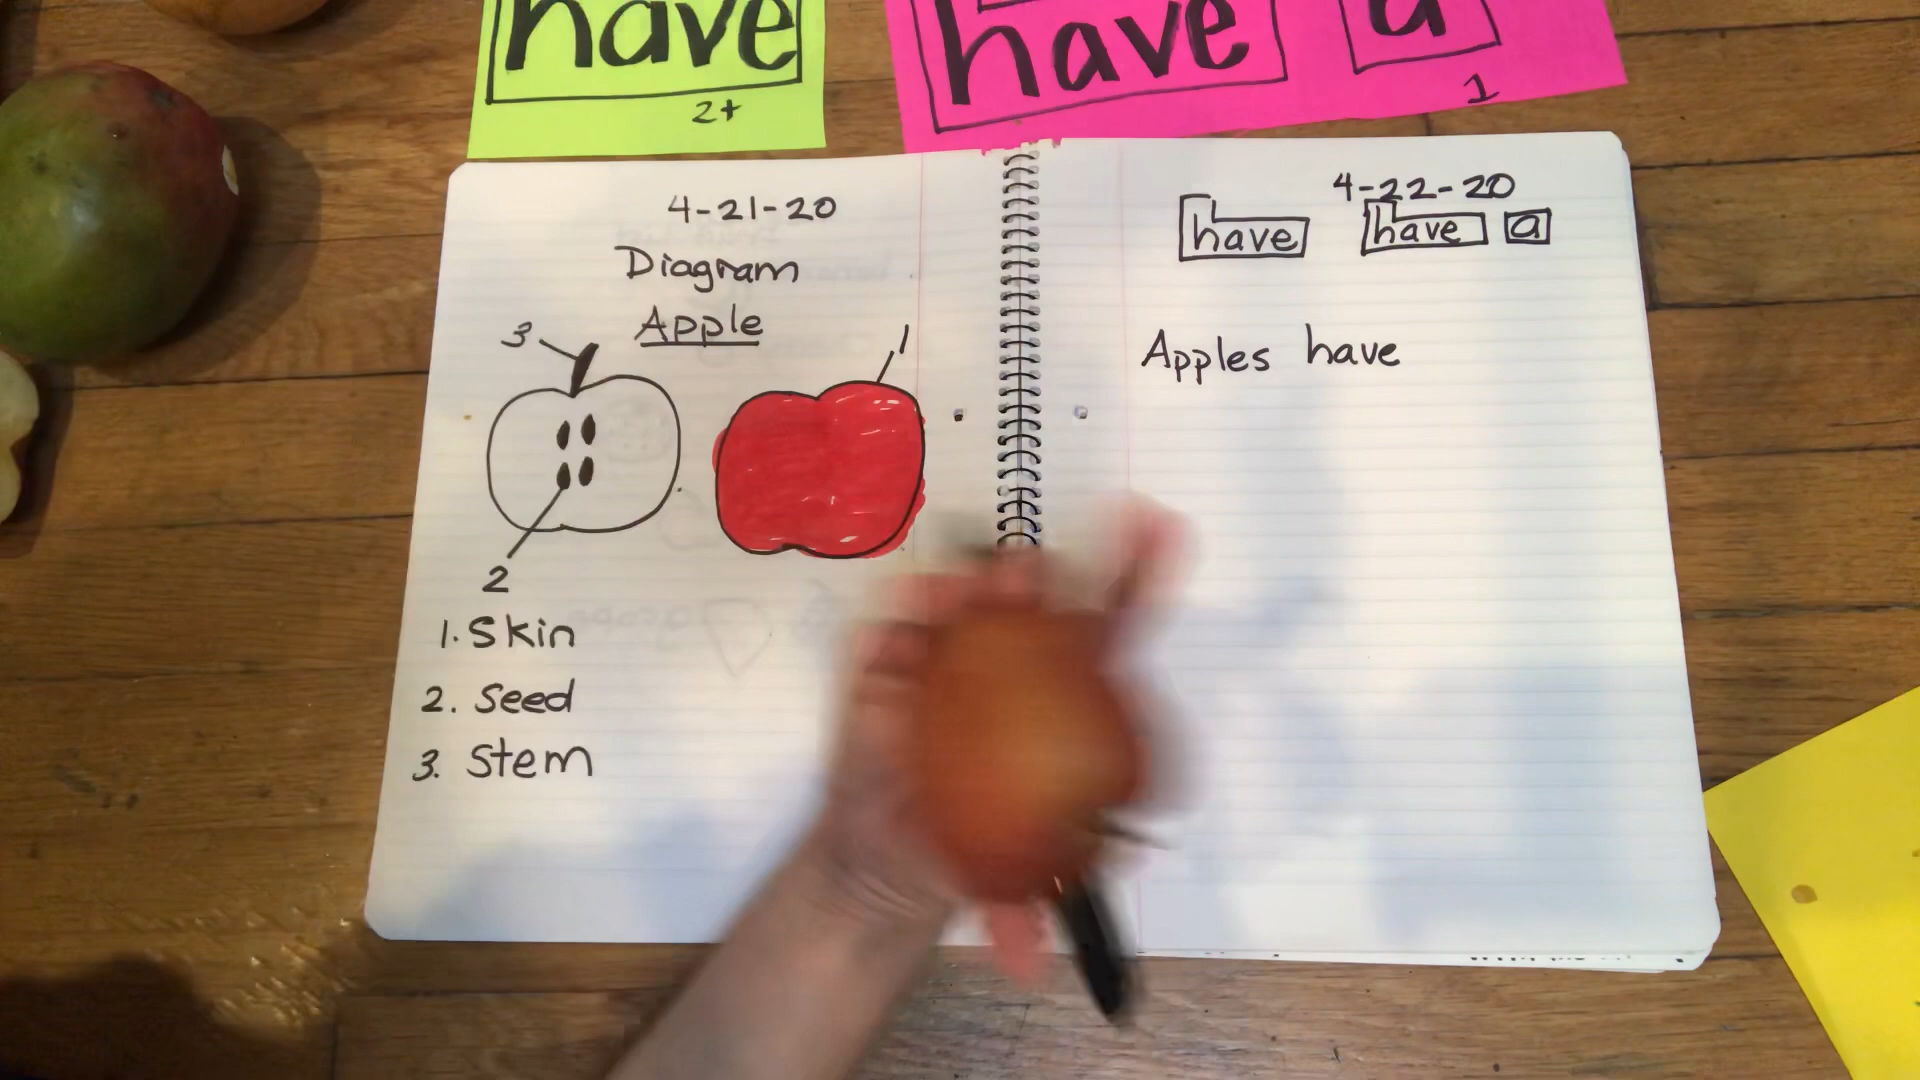 have
2+
have a
1
4-21-20
Diagram
Apple
3
1
2
1. Skin
2. Seed
3. Stem
4-22-20
have have a
Apples have